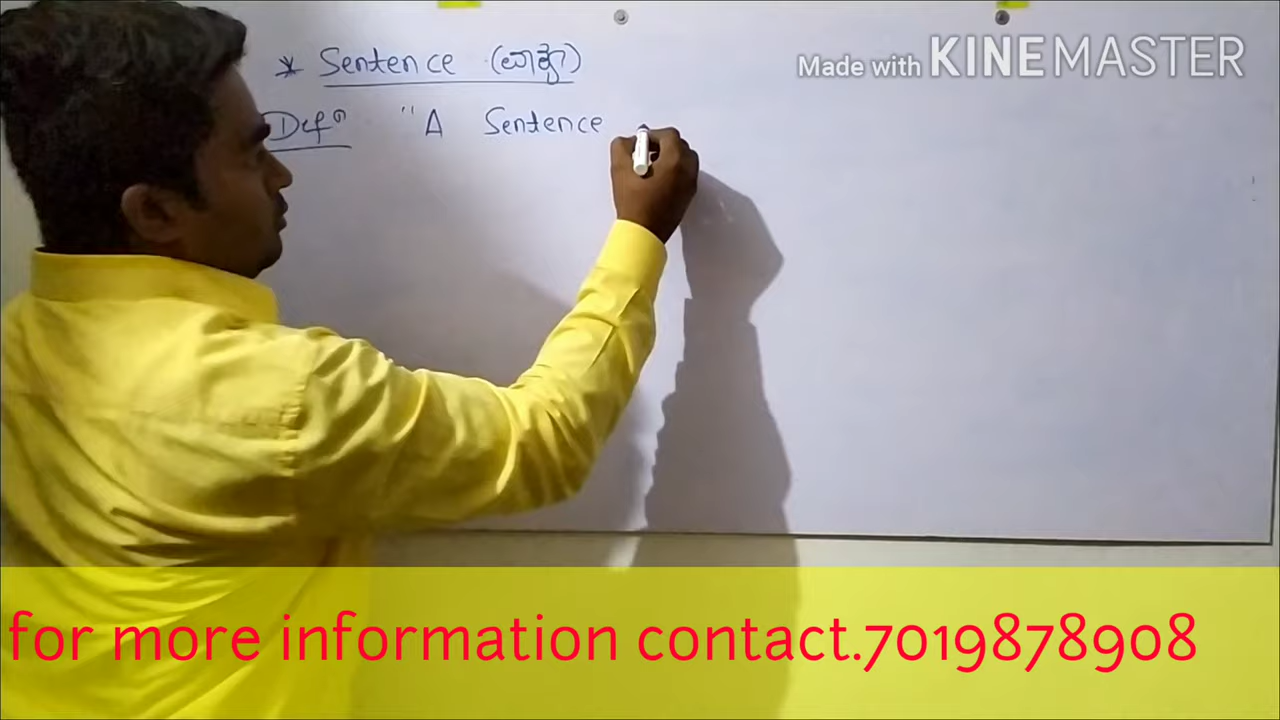 * Sentence (ವಾಕ್ಯ)
Defn "A Sentence
Made with KINEMASTER
for more information contact.7019878908